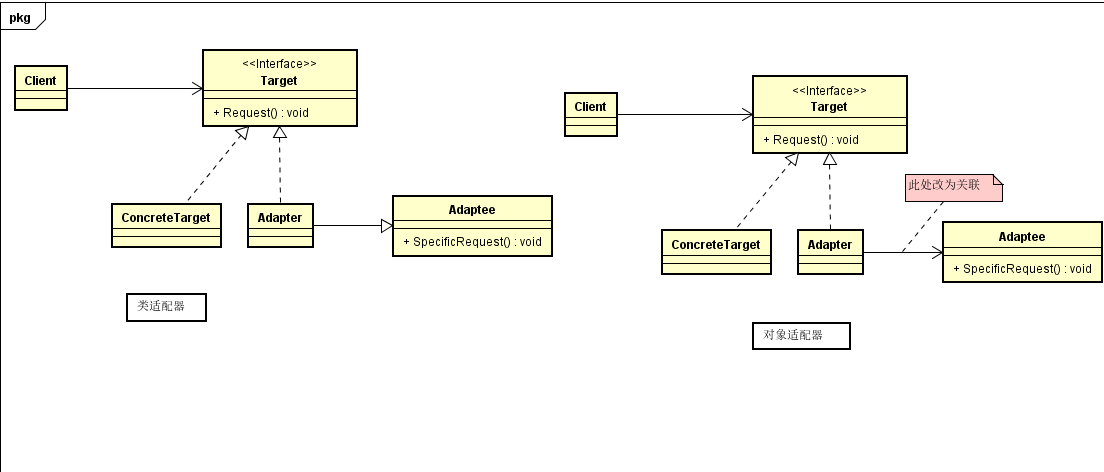 pkg
Client
<<Interface>>
Target
+ Request() : void
ConcreteTarget
Adapter
Adaptee
+ SpecificRequest() : void
类适配器
Client
<<Interface>>
Target
+ Request() : void
此处改为关联
ConcreteTarget
Adapter
Adaptee
+ SpecificRequest() : void
对象适配器